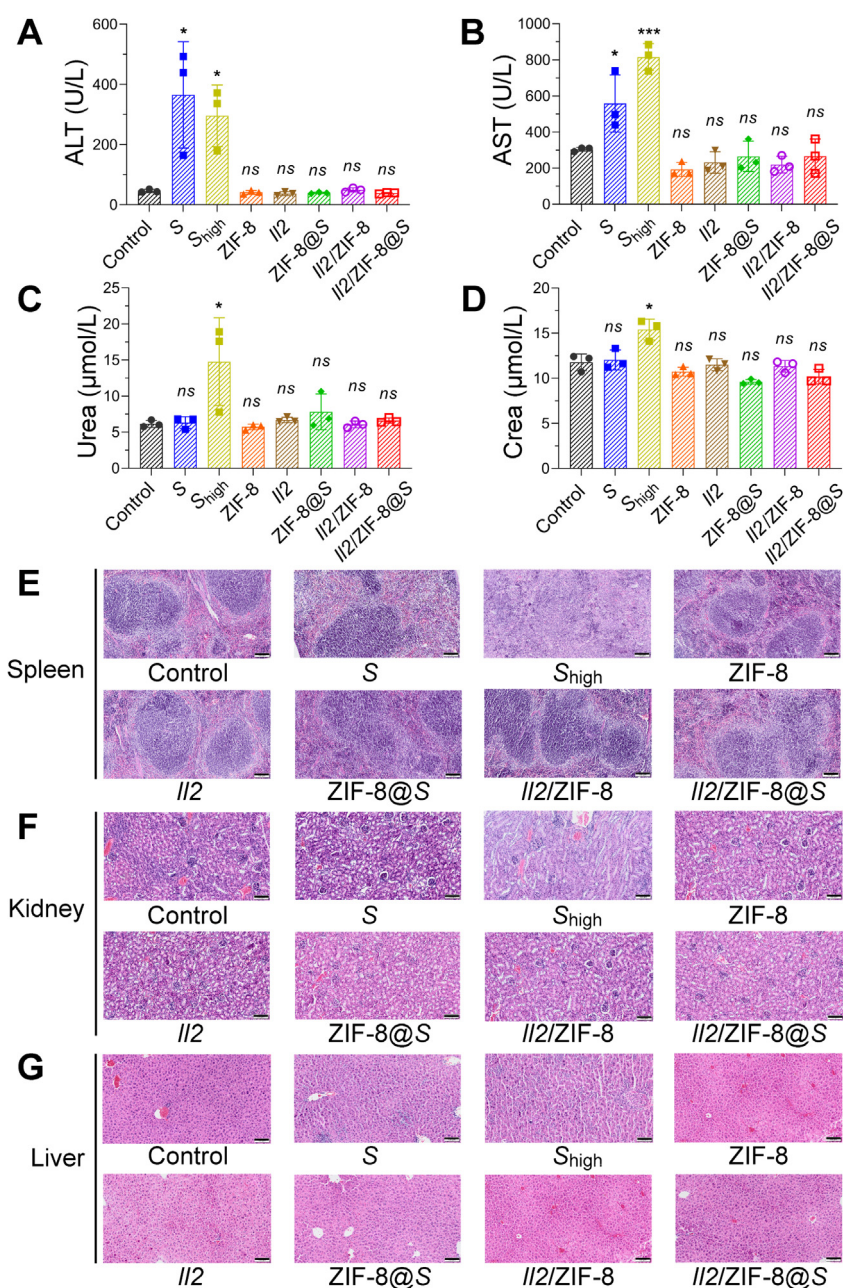 A
ALT (U/L)
600
400
200
0
*
*
ns
ns
ns
ns
ns
Control
S
Shigh
ZIF-8
Il2
ZIF-8@S
Il2/ZIF-8
Il2/ZIF-8@S
B
AST (U/L)
1000
800
600
400
200
0
*
***
ns
ns
ns
ns
ns
Control
S
Shigh
ZIF-8
Il2
ZIF-8@S
Il2/ZIF-8
Il2/ZIF-8@S
C
Urea (μmol/L)
25
20
15
10
5
0
ns
*
ns
ns
ns
ns
ns
Control
S
Shigh
ZIF-8
Il2
ZIF-8@S
Il2/ZIF-8
Il2/ZIF-8@S
D
Crea (μmol/L)
20
15
10
5
0
ns
*
ns
ns
ns
ns
ns
Control
S
Shigh
ZIF-8
Il2
ZIF-8@S
Il2/ZIF-8
Il2/ZIF-8@S
E
Spleen
Control S Shigh ZIF-8
Il2 ZIF-8@S Il2/ZIF-8 Il2/ZIF-8@S
F
Kidney
Control S Shigh ZIF-8
Il2 ZIF-8@S Il2/ZIF-8 Il2/ZIF-8@S
G
Liver
Control S Shigh ZIF-8
Il2 ZIF-8@S Il2/ZIF-8 Il2/ZIF-8@S